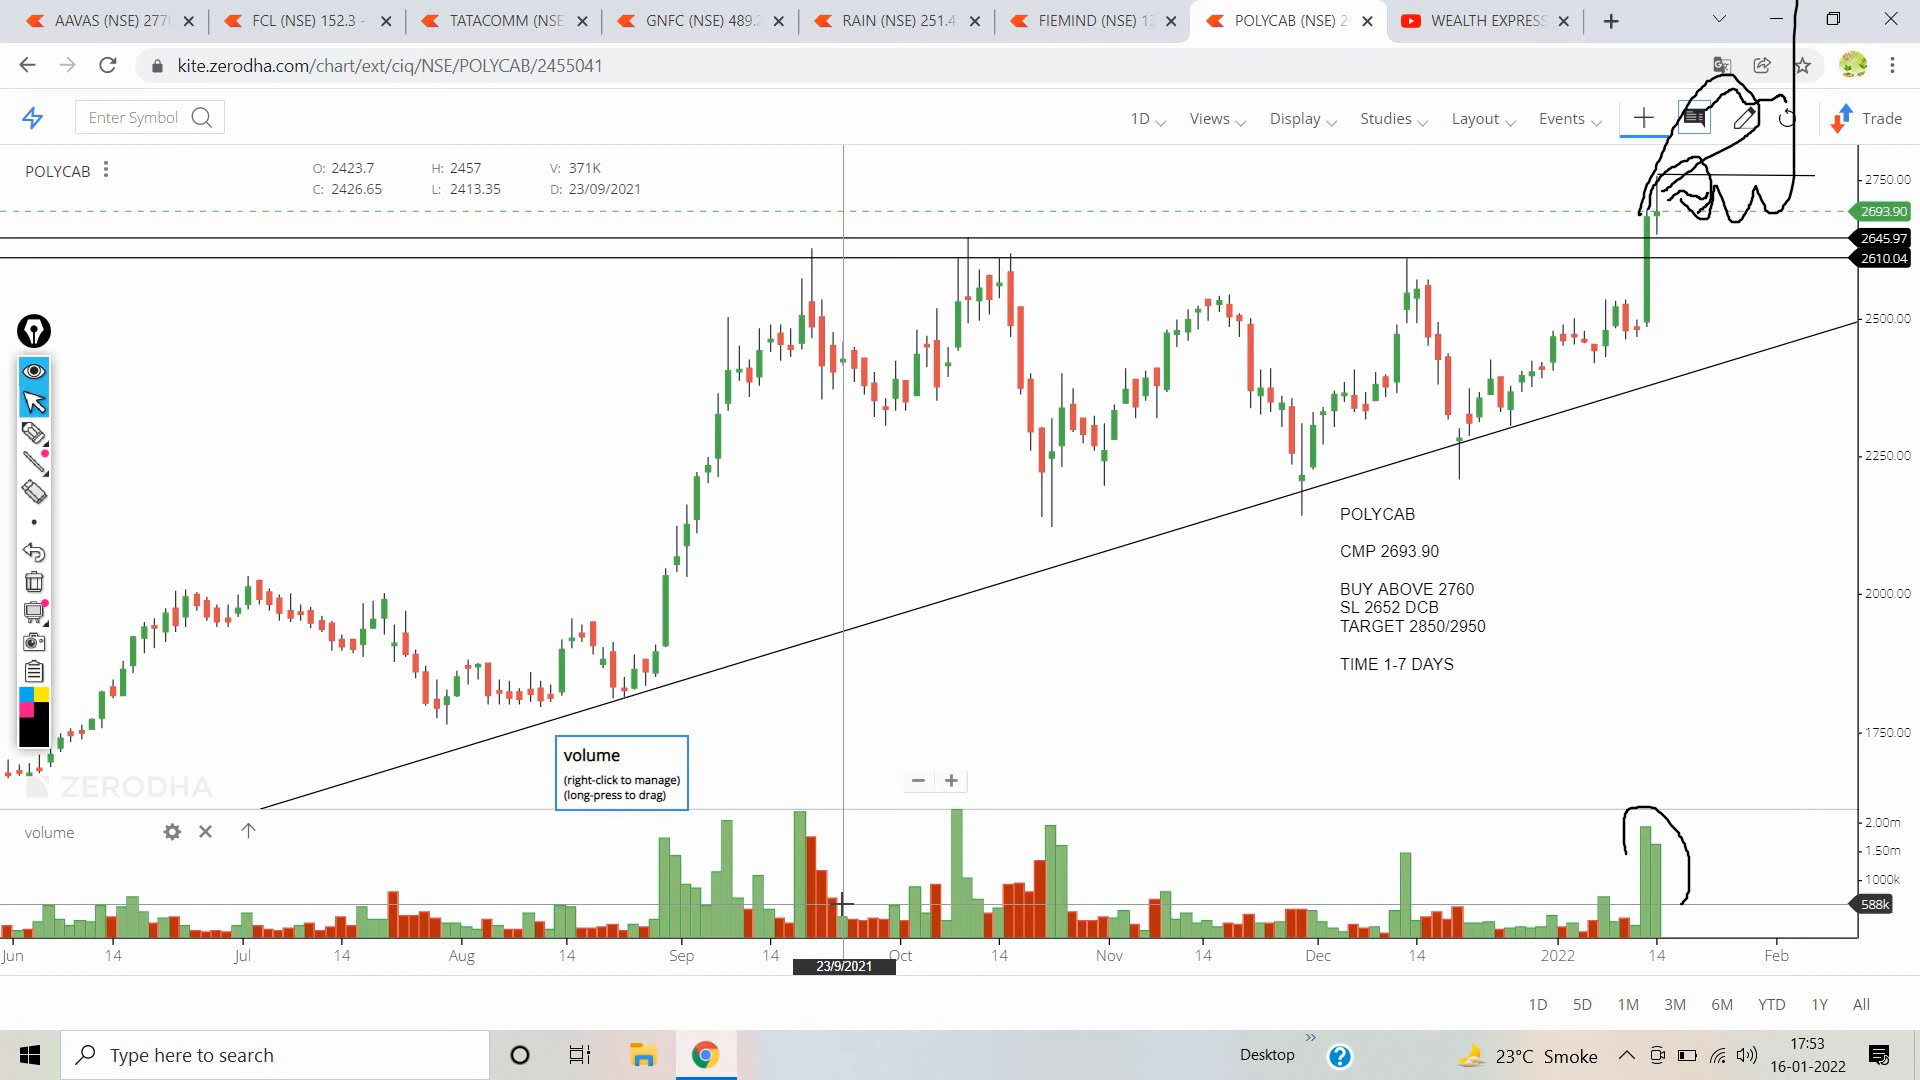 AAVAS (NSE) 277
FCL (NSE) 152.3 -
TATACOMM (NSE
GNFC (NSE) 489.2
RAIN (NSE) 251.4
FIEMIND (NSE) 13
POLYCAB (NSE) 2
WEALTH EXPRESS
kite.zerodha.com/chart/ext/ciq/NSE/POLYCAB/2455041
Enter Symbol
1D
Views
Display
Studies
Layout
Events
Trade
POLYCAB
O: 2423.7 H: 2457 V: 371K
C: 2426.65 L: 2413.35 D: 23/09/2021
2750.00
2693.90
2645.97
2610.04
2500.00
2250.00
2000.00
1750.00
POLYCAB
CMP 2693.90
BUY ABOVE 2760
SL 2652 DCB
TARGET 2850/2950
TIME 1-7 DAYS
volume
(right-click to manage)
(long-press to drag)
ZERODHA
volume
2.00m
1.50m
1000k
588k
Jun 14 Jul 14 Aug 14 Sep 14 Oct 14 Nov 14 Dec 14 2022 14 Feb
23/9/2021
1D 5D 1M 3M 6M YTD 1Y All
Type here to search
Desktop
23°C Smoke
17:53
16-01-2022